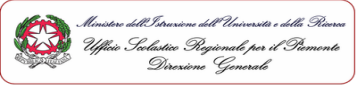 Ministero dell'Istruzione dell'Università e della Ricerca
Ufficio Scolastico Regionale per il Piemonte
Direzione Generale